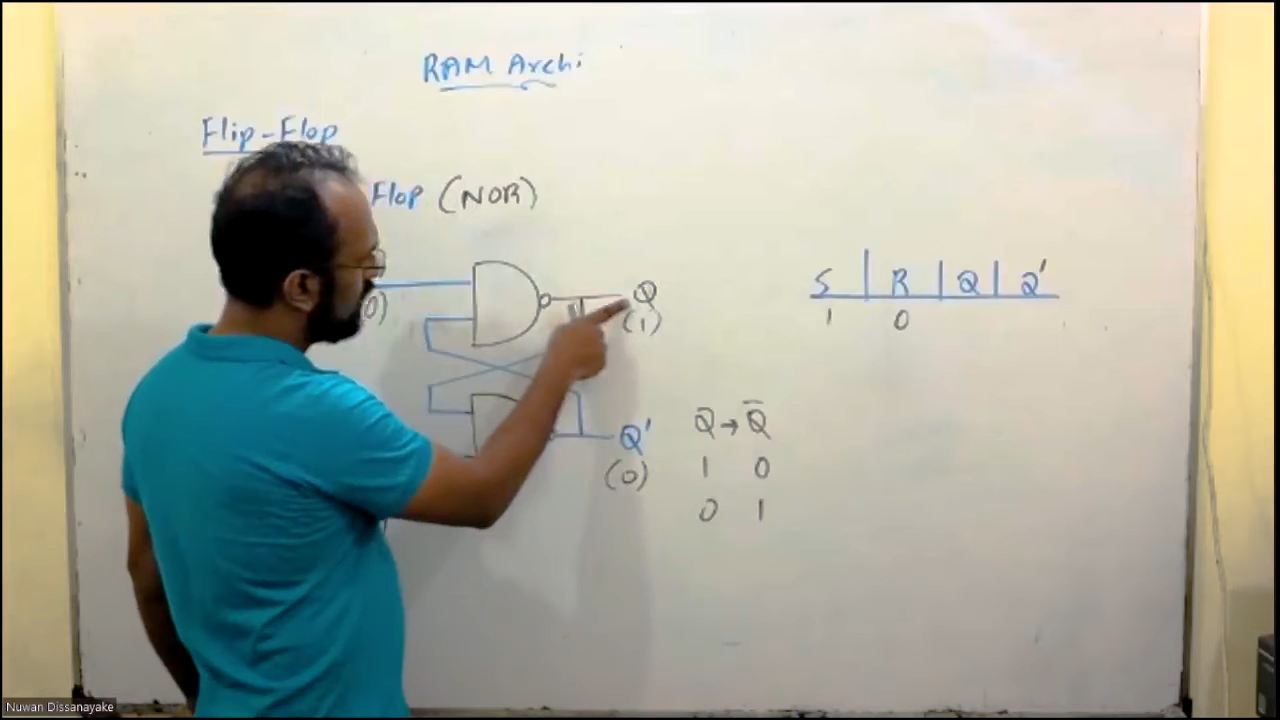 RAM Archi
Flip-Flop
Flop (NOR)
S R Q Q'
1 0
(0)
Q
(1)
Q'
(0)
Q → Q̅
1 0
0 1
Nuwan Dissanayake